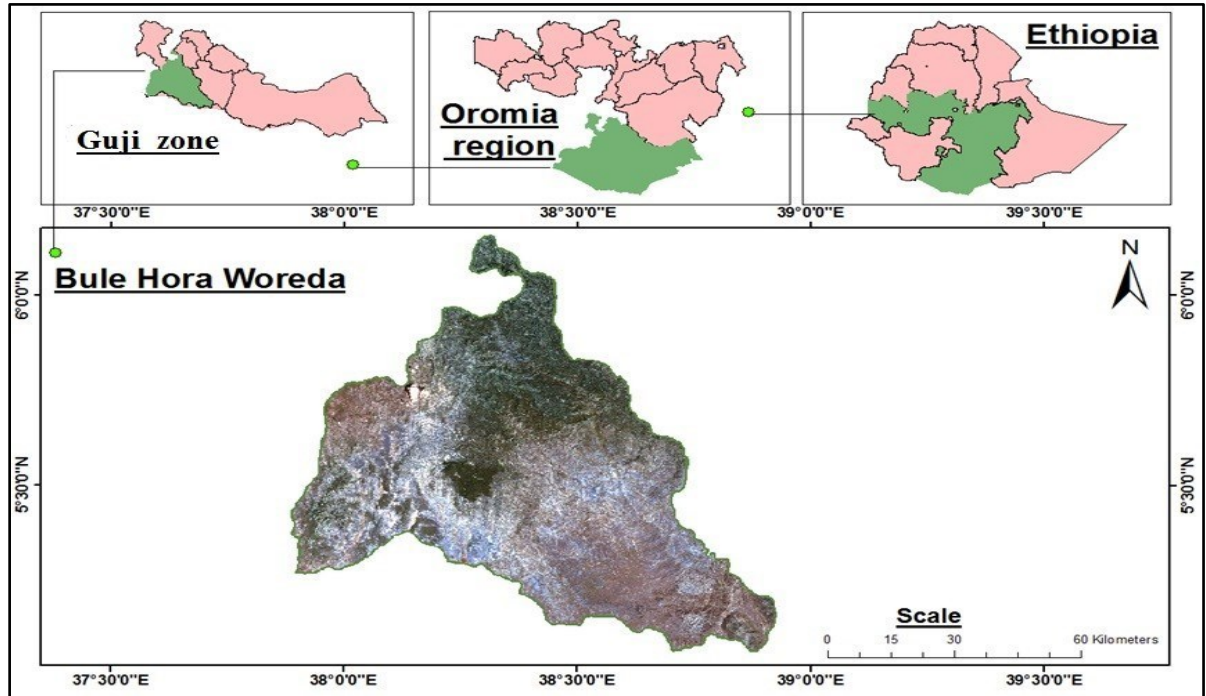 Guji zone
Oromia
region
Ethiopia
37°30'0"E
38°0'0"E
38°30'0"E
39°0'0"E
39°30'0"E
Bule Hora Woreda
N
6°0'0"N
6°0'0"N
5°30'0"N
5°30'0"N
Scale
0 15 30 60 Kilometers
37°30'0"E
38°0'0"E
38°30'0"E
39°0'0"E
39°30'0"E